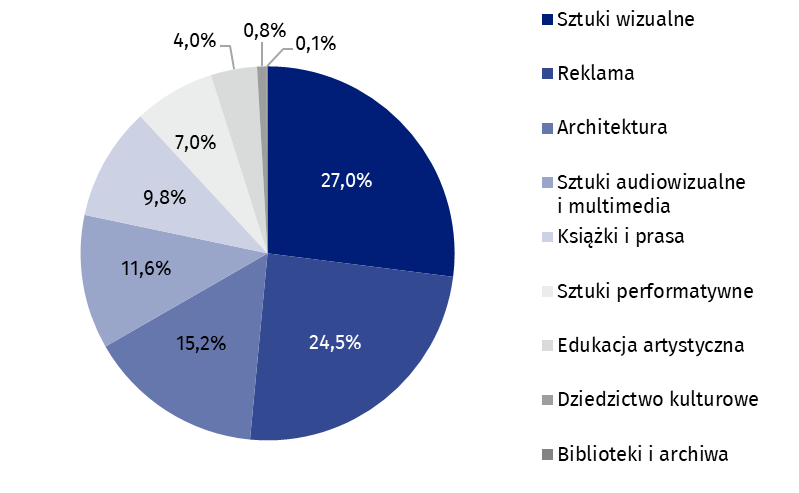 0,8%
4,0%
0,1%
7,0%
27,0%
9,8%
11,6%
15,2%
24,5%
Sztuki wizualne
Reklama
Architektura
Sztuki audiowizualne
i multimedia
Książki i prasa
Sztuki performatywne
Edukacja artystyczna
Dziedzictwo kulturowe
Biblioteki i archiwa